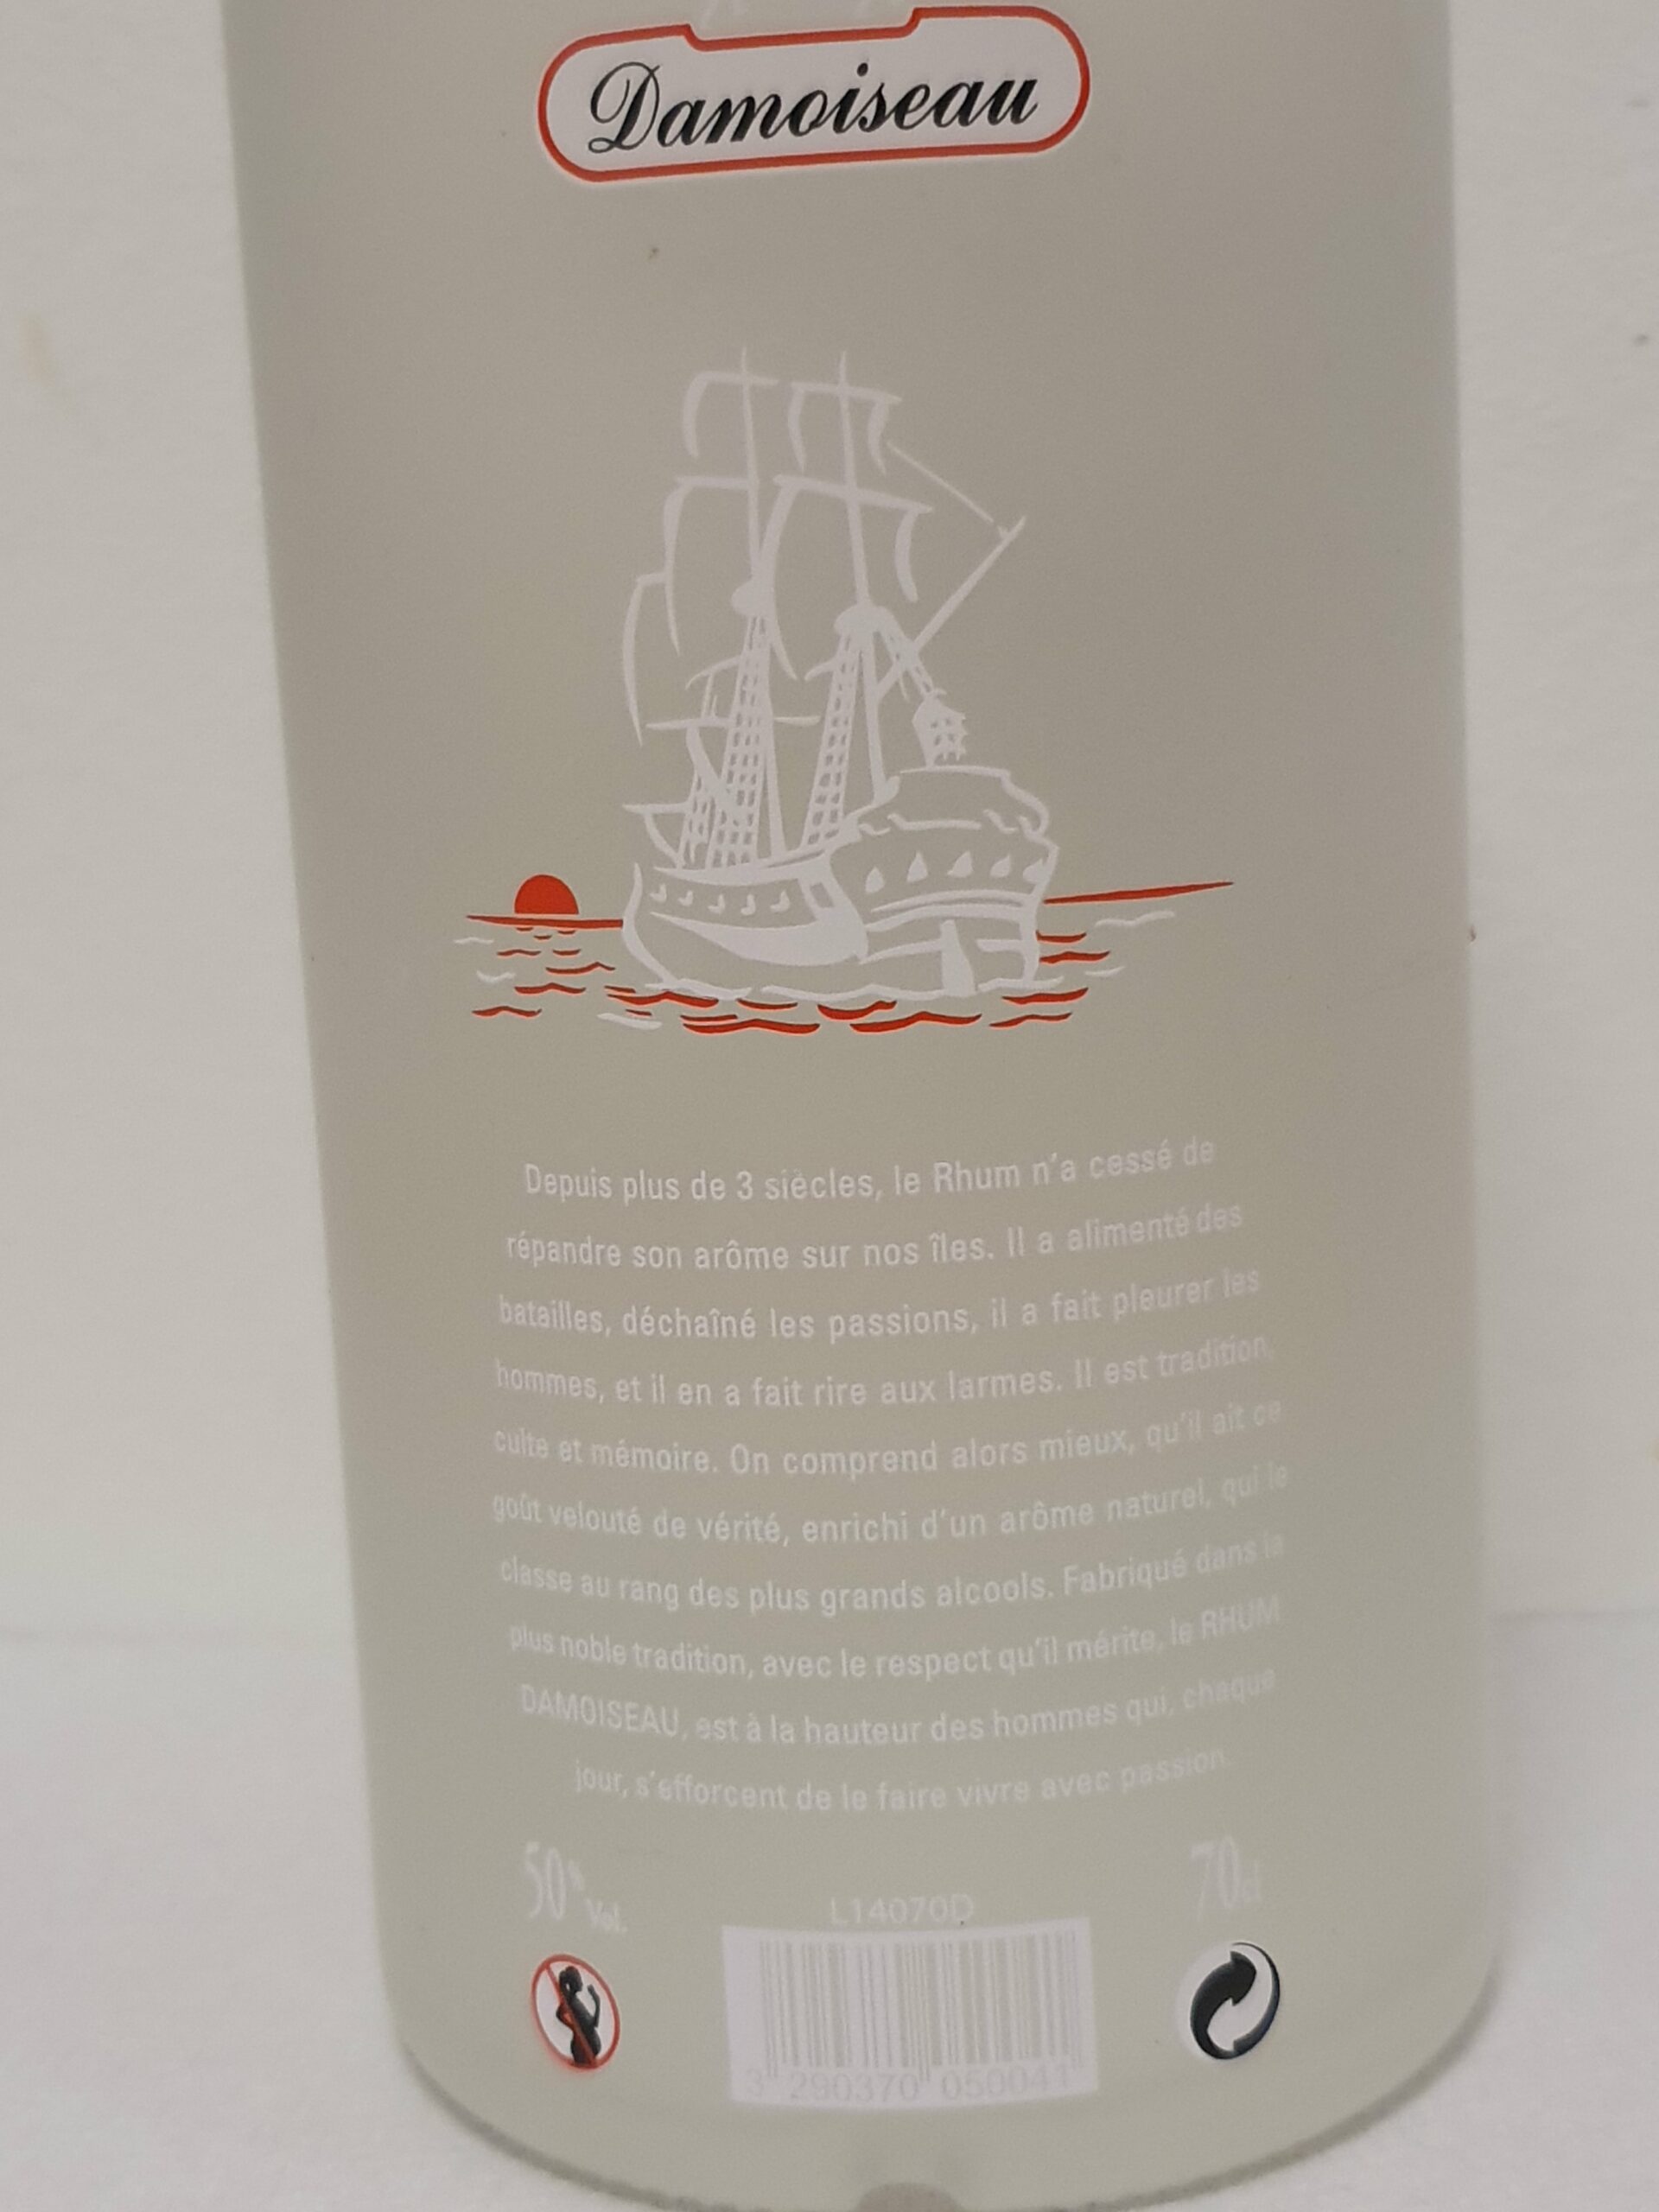 Damoiseau
Depuis plus de 3 siècles, le Rhum n'a cessé de
répandre son arôme sur nos îles. Il a alimenté des
batailles, déchaîné les passions, il a fait pleurer les
hommes, et il en a fait rire aux larmes. Il est tradition,
culte et mémoire. On comprend alors mieux, qu'il ait ce
goût velouté de vérité, enrichi d'un arôme naturel, qui le
classe au rang des plus grands alcools. Fabriqué dans la
plus noble tradition, avec le respect qu'il mérite, le RHUM
DAMOISEAU, est à la hauteur des hommes qui, chaque
jour, s'efforcent de le faire vivre avec passion.
50% Vol. 70cl
L14070D
3 290370 050041